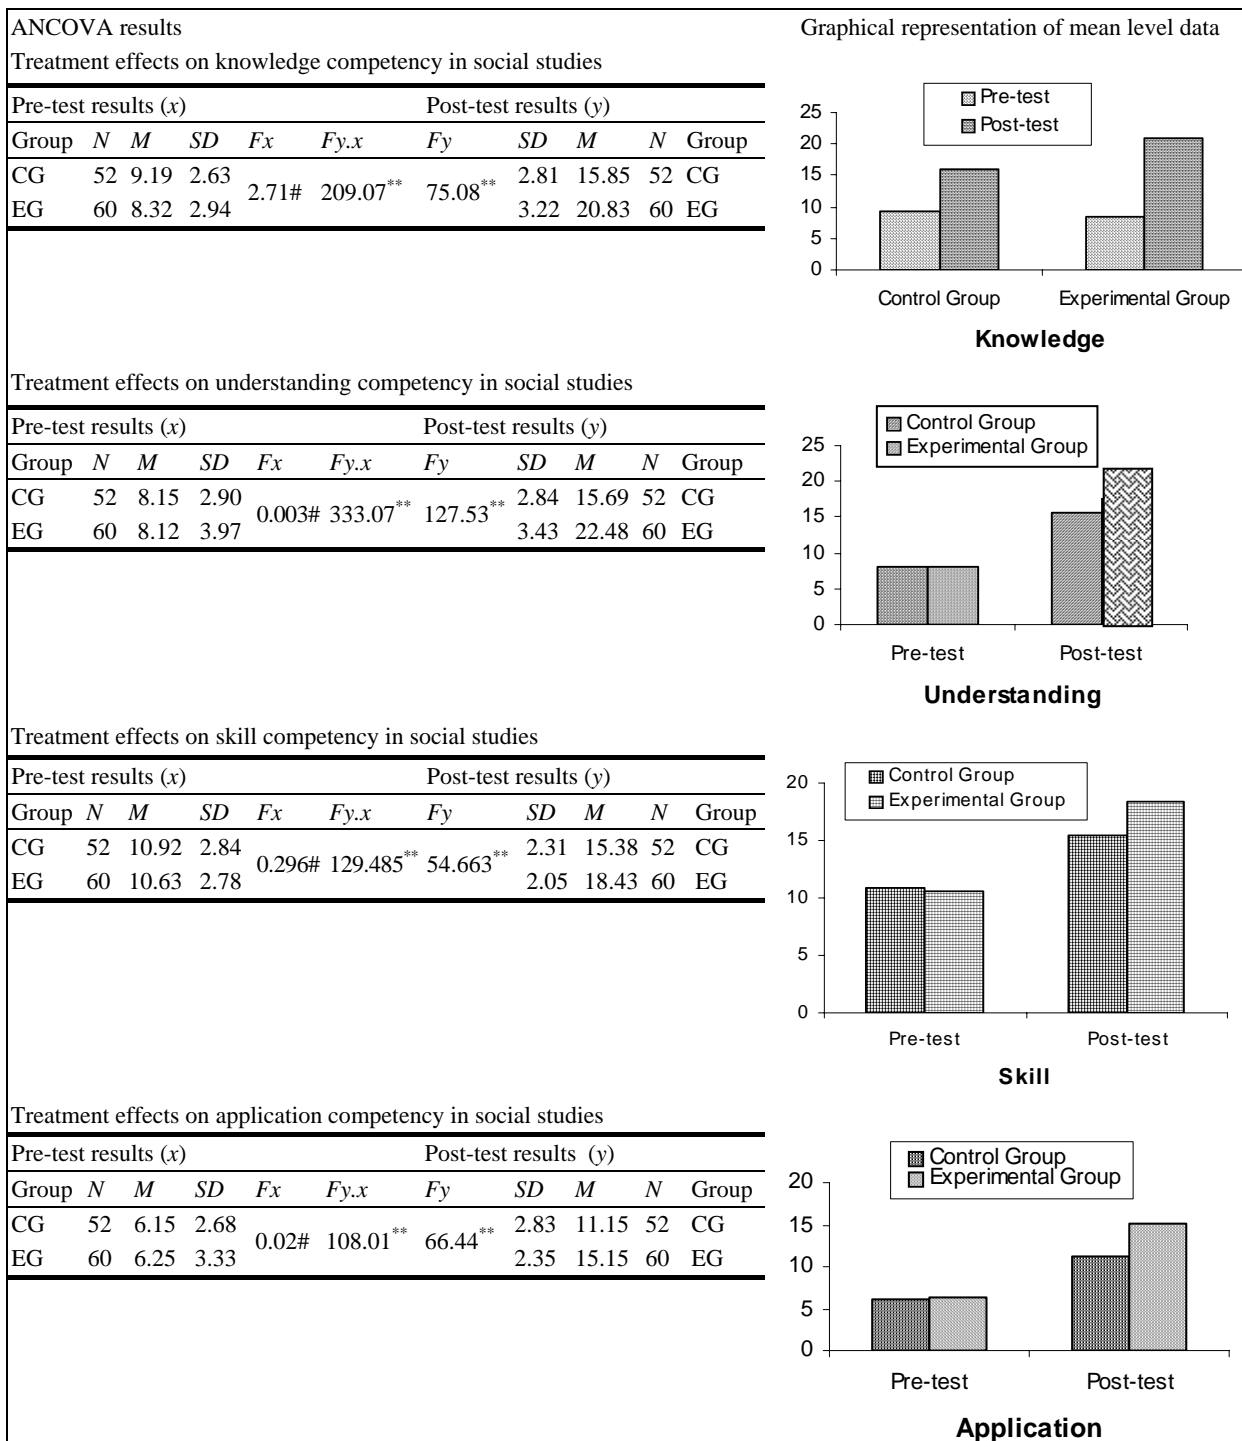 ANCOVA results
Treatment effects on knowledge competency in social studies
Pre-test results (x) Post-test results (y)
Group N M SD Fx Fy.x Fy SD M N Group
CG 52 9.19 2.63 2.71# 209.07** 75.08** 2.81 15.85 52 CG
EG 60 8.32 2.94 3.22 20.83 60 EG
Graphical representation of mean level data
Pre-test
Post-test
25
20
15
10
5
0
Control Group Experimental Group
Knowledge
Treatment effects on understanding competency in social studies
Pre-test results (x) Post-test results (y)
Group N M SD Fx Fy.x Fy SD M N Group
CG 52 8.15 2.90 0.003# 333.07** 127.53** 2.84 15.69 52 CG
EG 60 8.12 3.97 3.43 22.48 60 EG
Control Group
Experimental Group
25
20
15
10
5
0
Pre-test Post-test
Understanding
Treatment effects on skill competency in social studies
Pre-test results (x) Post-test results (y)
Group N M SD Fx Fy.x Fy SD M N Group
CG 52 10.92 2.84 0.296# 129.485** 54.663** 2.31 15.38 52 CG
EG 60 10.63 2.78 2.05 18.43 60 EG
Control Group
Experimental Group
20
15
10
5
0
Pre-test Post-test
Skill
Treatment effects on application competency in social studies
Pre-test results (x) Post-test results (y)
Group N M SD Fx Fy.x Fy SD M N Group
CG 52 6.15 2.68 0.02# 108.01** 66.44** 2.83 11.15 52 CG
EG 60 6.25 3.33 2.35 15.15 60 EG
Control Group
Experimental Group
20
15
10
5
0
Pre-test Post-test
Application